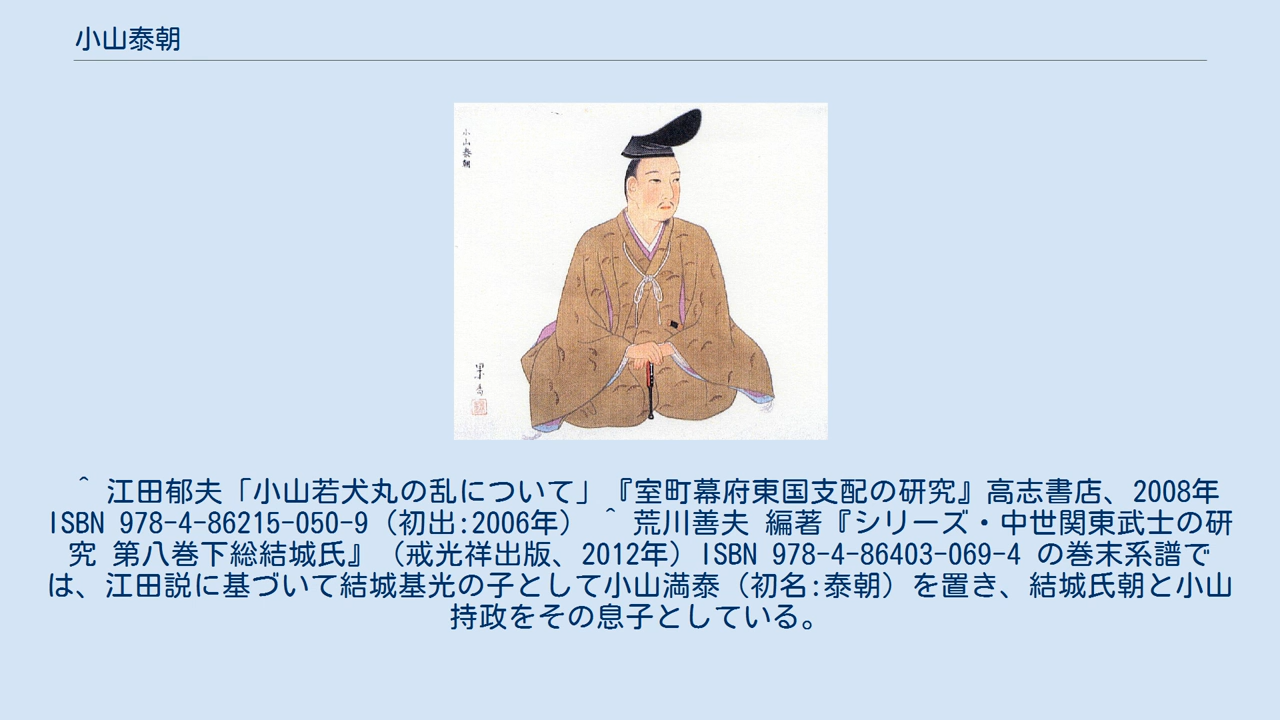 小山泰朝
小山泰朝
^ 江田郁夫「小山若犬丸の乱について」『室町幕府東国支配の研究』高志書店、2008年
ISBN 978-4-86215-050-9（初出:2006年） ^ 荒川善夫 編著『シリーズ・中世関東武士の研
究 第八巻下総結城氏』（戒光祥出版、2012年）ISBN 978-4-86403-069-4 の巻末系譜で
は、江田説に基づいて結城基光の子として小山満泰（初名:泰朝）を置き、結城氏朝と小山
持政をその息子としている。